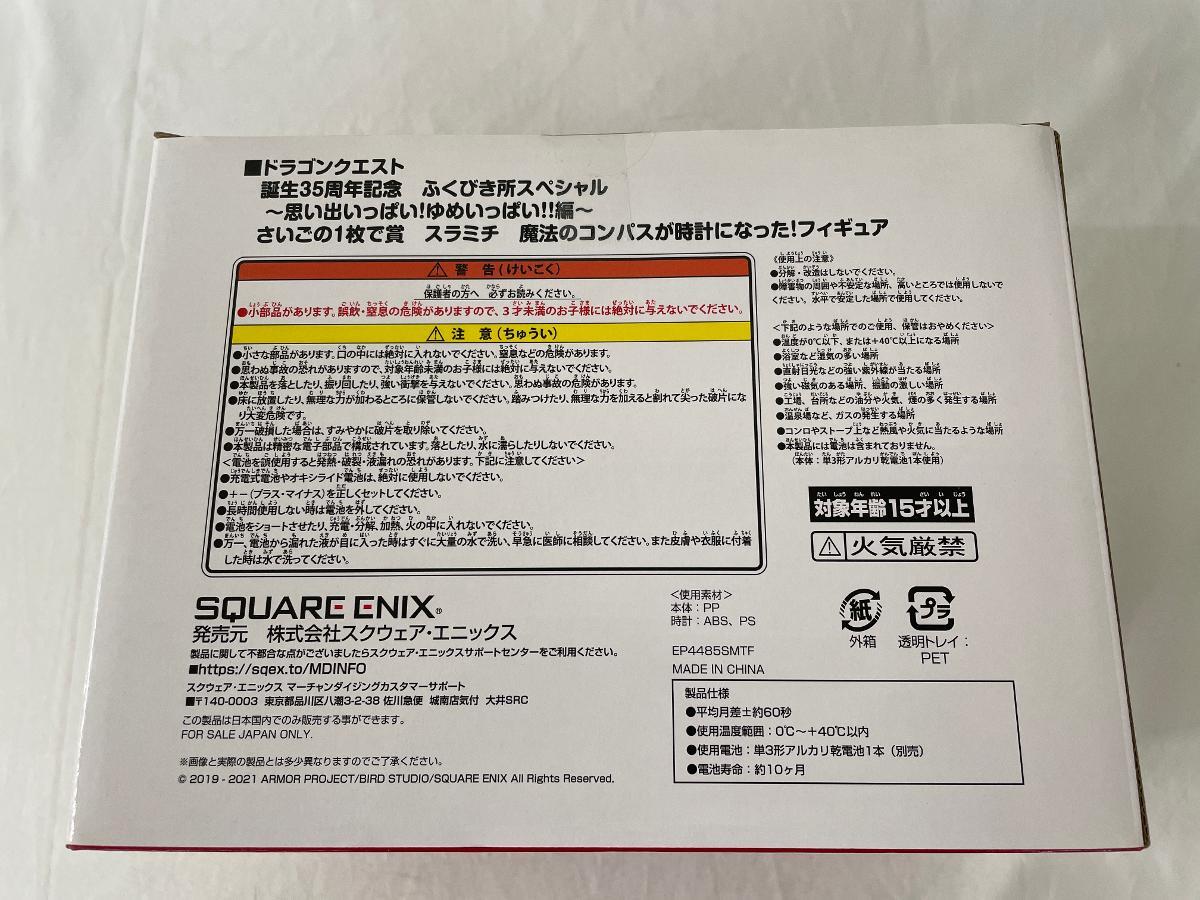 ■ドラゴンクエスト
誕生35周年記念　ふくびき所スペシャル
～思い出いっぱい！ゆめいっぱい!!編～
さいごの1枚で賞　スラミチ　魔法のコンパスが時計になった！フィギュア
⚠ 警 告（けいこく）
保護者の方へ　必ずお読みください。
●小部品があります。誤飲・窒息の危険がありますので、3才未満のお子様には絶対に与えないでください。
⚠ 注 意（ちゅうい）
●小さな部品があります。口の中には絶対に入れないでください。窒息などの危険があります。
●思わぬ事故の恐れがありますので、対象年齢未満のお子様には絶対に与えないでください。
●本製品を落としたり、振り回したり、強い衝撃を与えないでください。思わぬ事故の危険があります。
●床に放置したり、無理な力が加わるところに保管しないでください。踏みつけたり、無理な力を加えると割れて尖った破片にな
り大変危険です。
●万一破損した場合は、すみやかに破片を取り除いてください。
●本製品は精密な電子部品で構成されています。落としたり、水に濡らしたりしないでください。
＜電池を誤使用すると発熱・破裂・液漏れの恐れがあります。下記に注意してください＞
●充電式電池やオキシライド電池は、絶対に使用しないでください。
●＋－（プラス・マイナス）を正しくセットしてください。
●長時間使用しない時は電池を外してください。
●電池をショートさせたり、充電・分解、加熱、火の中に入れないでください。
●万一、電池から漏れた液が目に入った時はすぐに大量の水で洗い、早急に医師に相談してください。また皮膚や衣服に付着
した時は水で洗ってください。
《使用上の注意》
●分解・改造はしないでください。
●障害物の周囲や不安定な場所、高いところでは使用しないで
ください。水平で安定した場所で使用してください。
＜下記のような場所でのご使用、保管はおやめください＞
●温度が0℃以下、または＋40℃以上になる場所
●浴室など湿気の多い場所
●直射日光などの強い紫外線が当たる場所
●強い磁気のある場所、振動の激しい場所
●工場、台所などの油分や火気、煙の多く発生する場所
●温泉場など、ガスの発生する場所
●コンロやストーブ上など熱風や火気に当たるような場所
●本製品には電池は含まれておりません。
（本体：単3形アルカリ乾電池1本使用）
対象年齢15才以上
⚠火気厳禁
SQUARE ENIX®
発売元　株式会社スクウェア・エニックス
製品に関して不都合な点がございましたらスクウェア・エニックスサポートセンターをご利用ください。
■https://sqex.to/MDINFO
スクウェア・エニックス マーチャンダイジングカスタマーサポート
■〒140-0003　東京都品川区八潮3-2-38 佐川急便　城南店気付　大井SRC
この製品は日本国内でのみ販売する事ができます。
FOR SALE JAPAN ONLY.
※画像と実際の製品とは多少異なりますのでご了承ください。
© 2019 - 2021 ARMOR PROJECT/BIRD STUDIO/SQUARE ENIX All Rights Reserved.
＜使用素材＞
本体：PP
時計：ABS、PS
EP4485SMTF
MADE IN CHINA
紙
外箱
プラ
透明トレイ：
PET
製品仕様
●平均月差±約60秒
●使用温度範囲：0℃～＋40℃以内
●使用電池：単3形アルカリ乾電池1本（別売）
●電池寿命：約10ヶ月